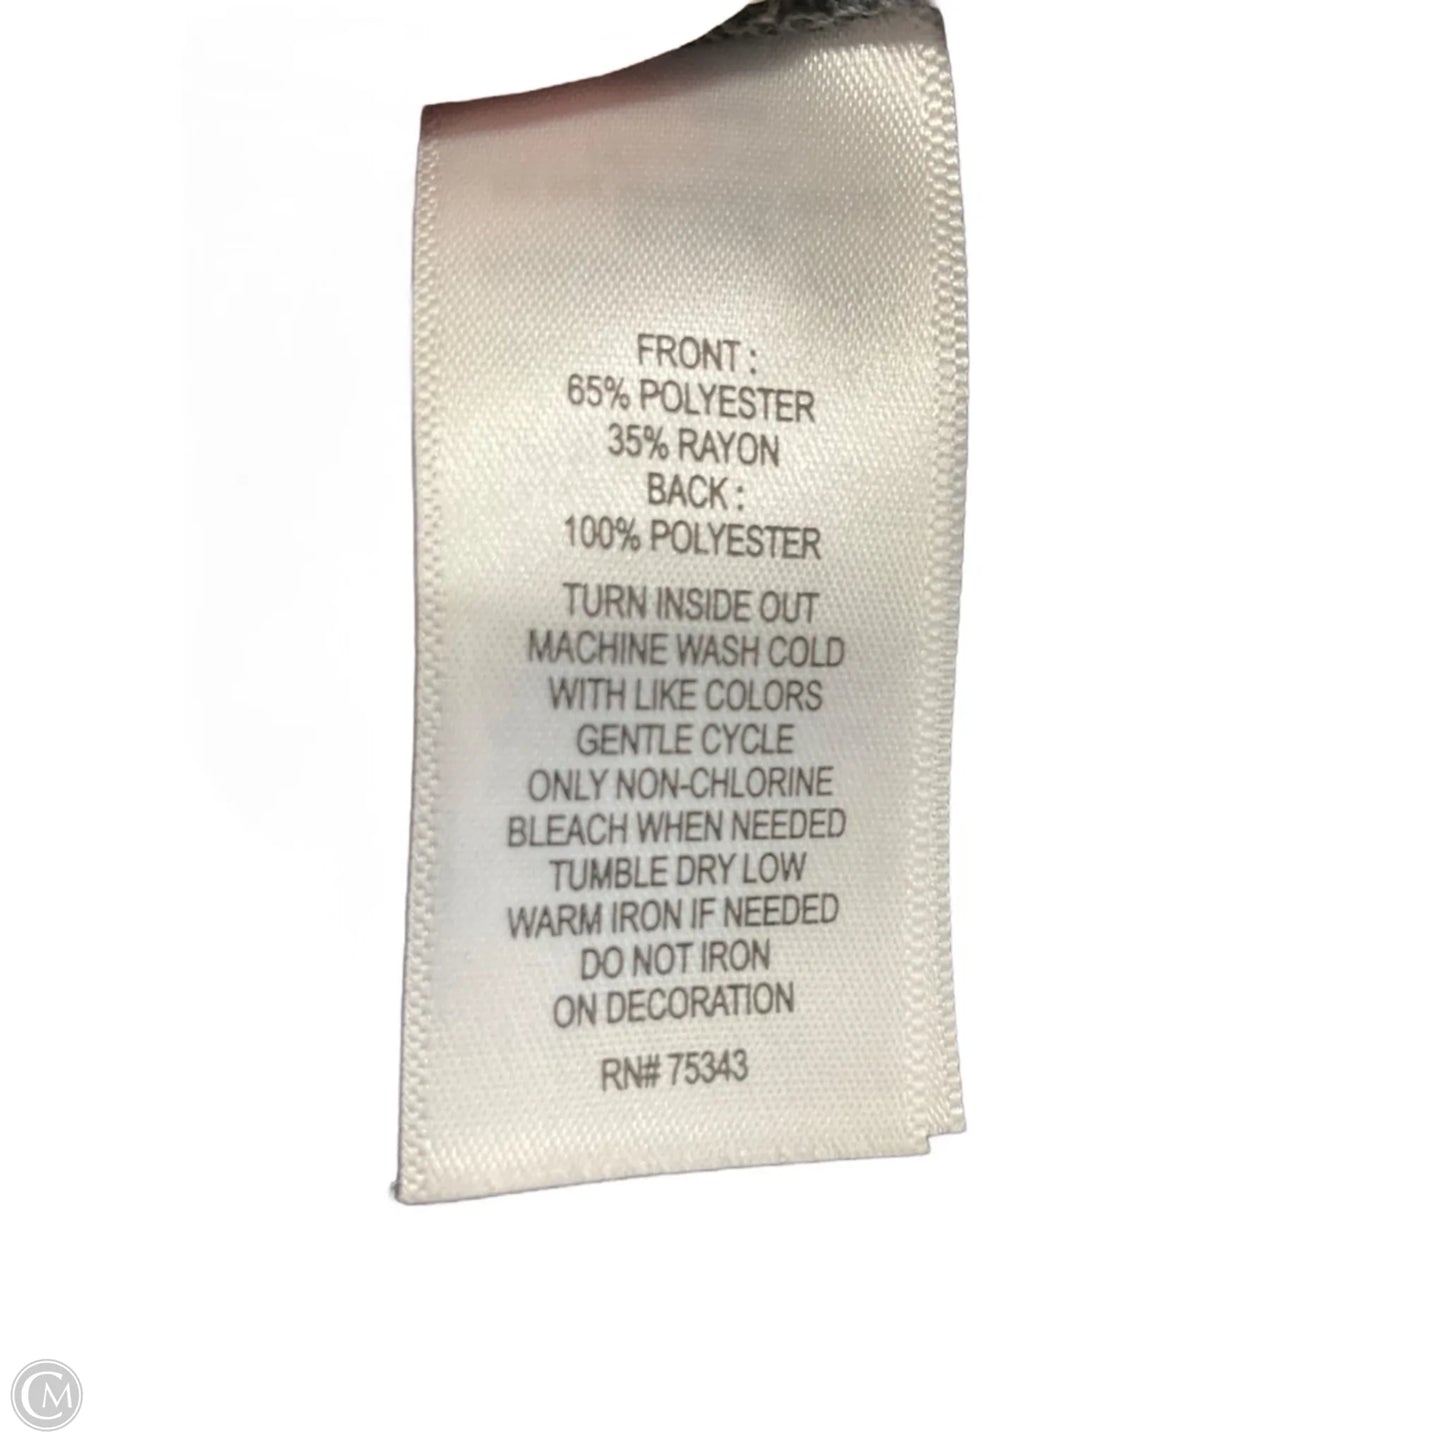 FRONT :
65% POLYESTER
35% RAYON
BACK :
100% POLYESTER
TURN INSIDE OUT
MACHINE WASH COLD
WITH LIKE COLORS
GENTLE CYCLE
ONLY NON-CHLORINE
BLEACH WHEN NEEDED
TUMBLE DRY LOW
WARM IRON IF NEEDED
DO NOT IRON
ON DECORATION
RN# 75343
CM